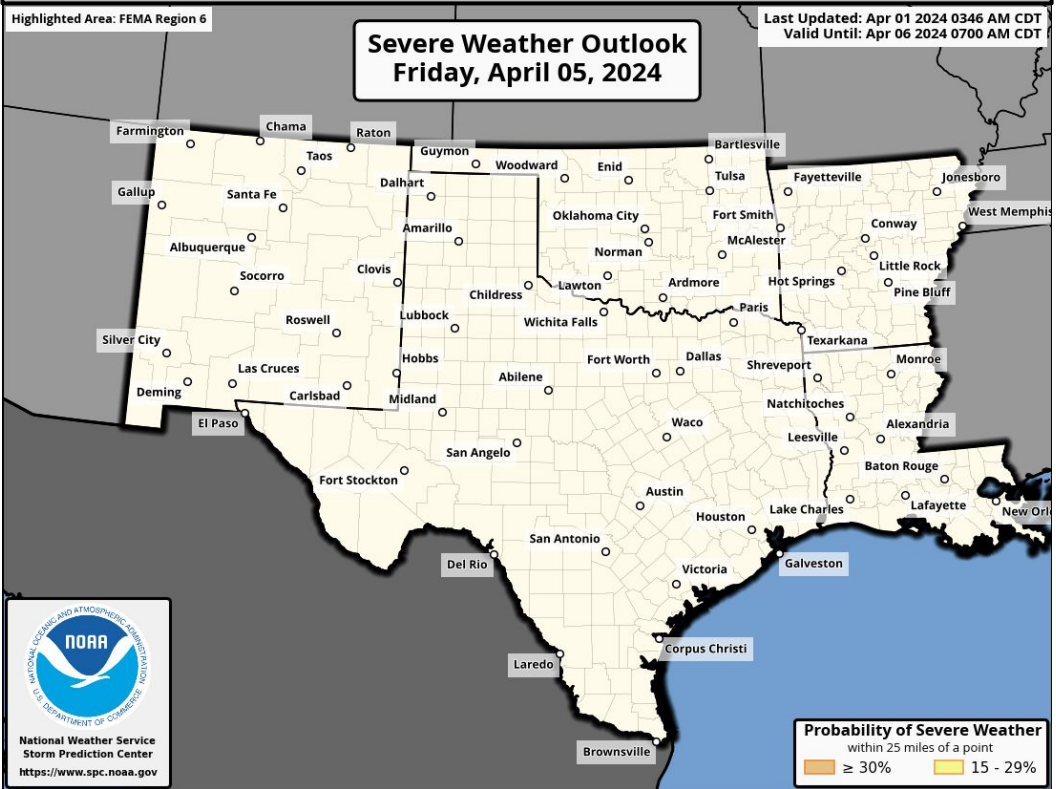 Highlighted Area: FEMA Region 6
Last Updated: Apr 01 2024 0346 AM CDT
Valid Until: Apr 06 2024 0700 AM CDT
Severe Weather Outlook
Friday, April 05, 2024
Farmington
Chama
Raton
Taos
Guymon
Woodward
Enid
Bartlesville
Tulsa
Fayetteville
Jonesboro
Gallup
Santa Fe
Dalhart
Oklahoma City
Fort Smith
West Memphis
Albuquerque
Amarillo
Norman
McAlester
Conway
Little Rock
Socorro
Clovis
Childress
Lawton
Ardmore
Hot Springs
Pine Bluff
Roswell
Lubbock
Wichita Falls
Paris
Texarkana
Silver City
Hobbs
Fort Worth
Dallas
Shreveport
Monroe
Deming
Las Cruces
Carlsbad
Midland
Abilene
Natchitoches
El Paso
San Angelo
Waco
Leesville
Alexandria
Fort Stockton
Austin
Baton Rouge
Houston
Lake Charles
Lafayette
New Orl
Del Rio
San Antonio
Victoria
Galveston
Laredo
Corpus Christi
Brownsville
NATIONAL OCEANIC AND ATMOSPHERIC ADMINISTRATION
NOAA
U.S. DEPARTMENT OF COMMERCE
National Weather Service
Storm Prediction Center
https://www.spc.noaa.gov
Probability of Severe Weather
within 25 miles of a point
≥ 30%
15 - 29%